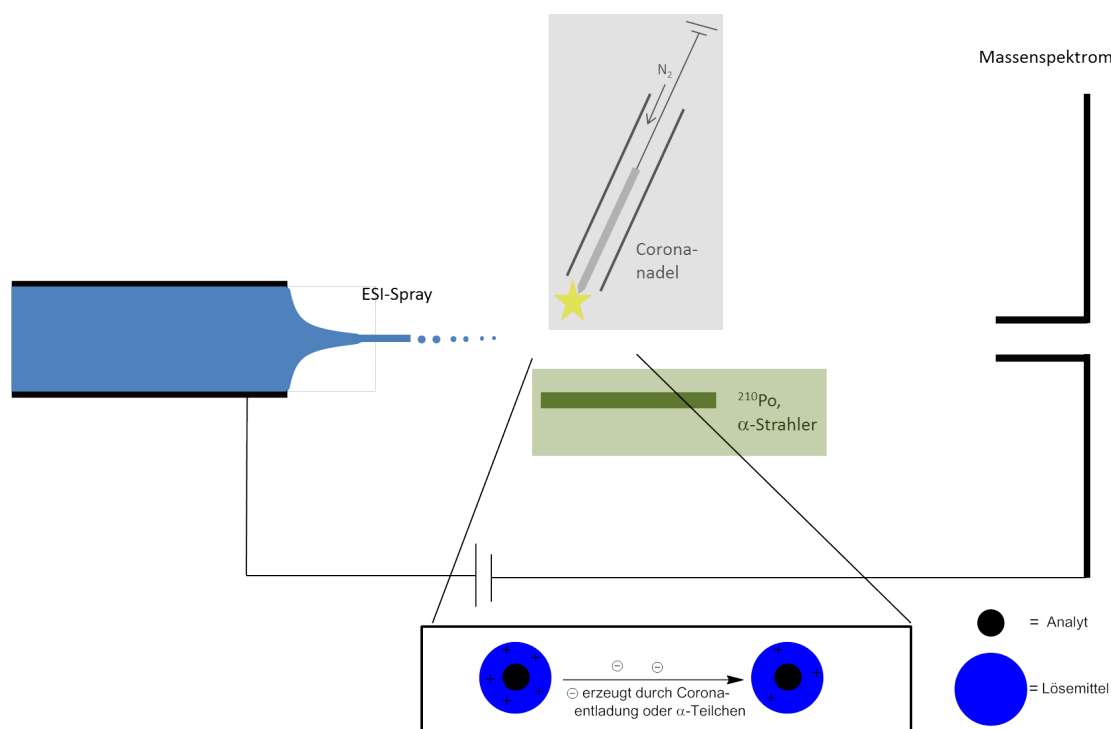 Massenspektrom
N₂
Corona-
nadel
ESI-Spray
²¹⁰Po,
α-Strahler
= Analyt
⊖ erzeugt durch Corona-
entladung oder α-Teilchen
= Lösemittel